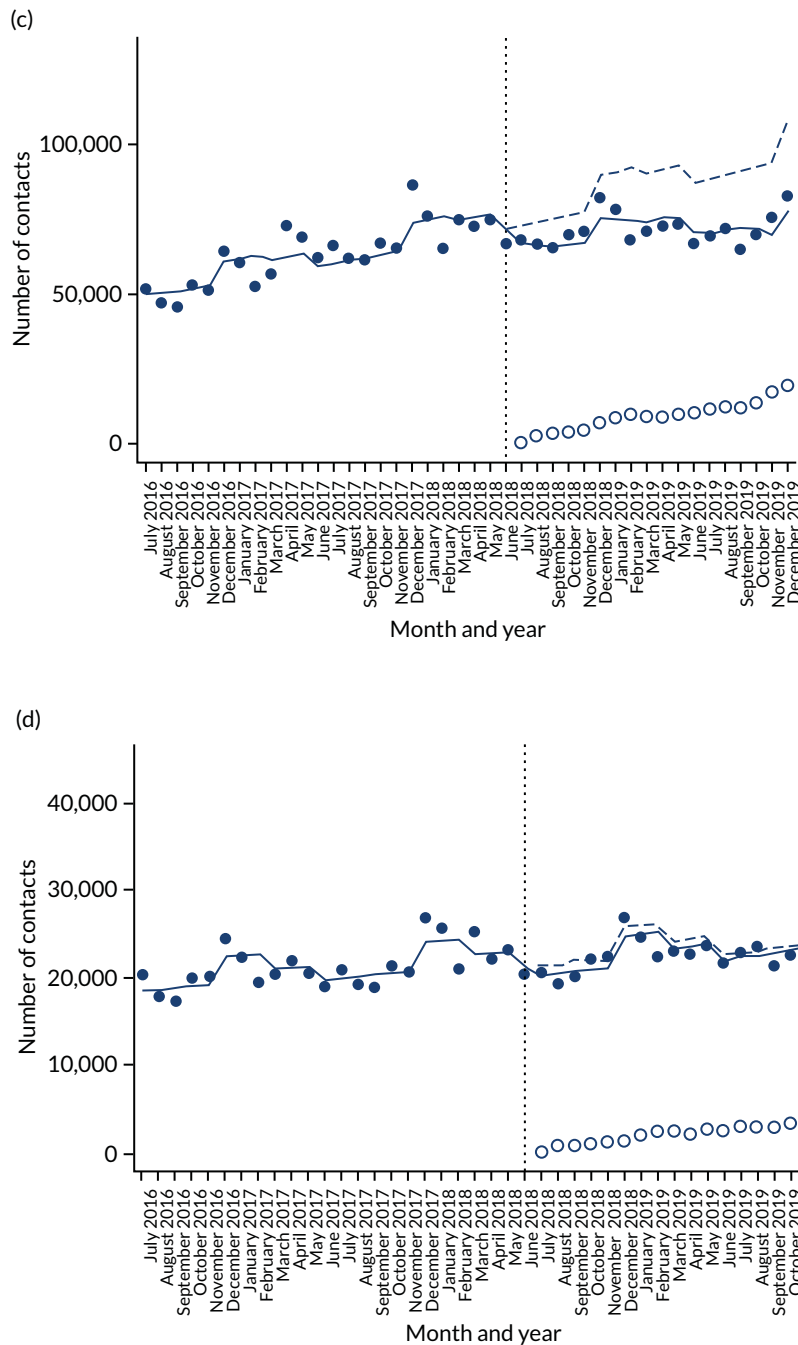 (c)
Number of contacts
100,000
50,000
0
July 2016
August 2016
September 2016
October 2016
November 2016
December 2016
January 2017
February 2017
March 2017
April 2017
May 2017
June 2017
July 2017
August 2017
September 2017
October 2017
November 2017
December 2017
January 2018
February 2018
March 2018
April 2018
May 2018
June 2018
July 2018
August 2018
September 2018
October 2018
November 2018
December 2018
January 2019
February 2019
March 2019
April 2019
May 2019
June 2019
July 2019
August 2019
September 2019
October 2019
November 2019
December 2019
Month and year
(d)
Number of contacts
40,000
30,000
20,000
10,000
0
July 2016
August 2016
September 2016
October 2016
November 2016
December 2016
January 2017
February 2017
March 2017
April 2017
May 2017
June 2017
July 2017
August 2017
September 2017
October 2017
November 2017
December 2017
January 2018
February 2018
March 2018
April 2018
May 2018
June 2018
July 2018
August 2018
September 2018
October 2018
November 2018
December 2018
January 2019
February 2019
March 2019
April 2019
May 2019
June 2019
July 2019
August 2019
September 2019
October 2019
Month and year